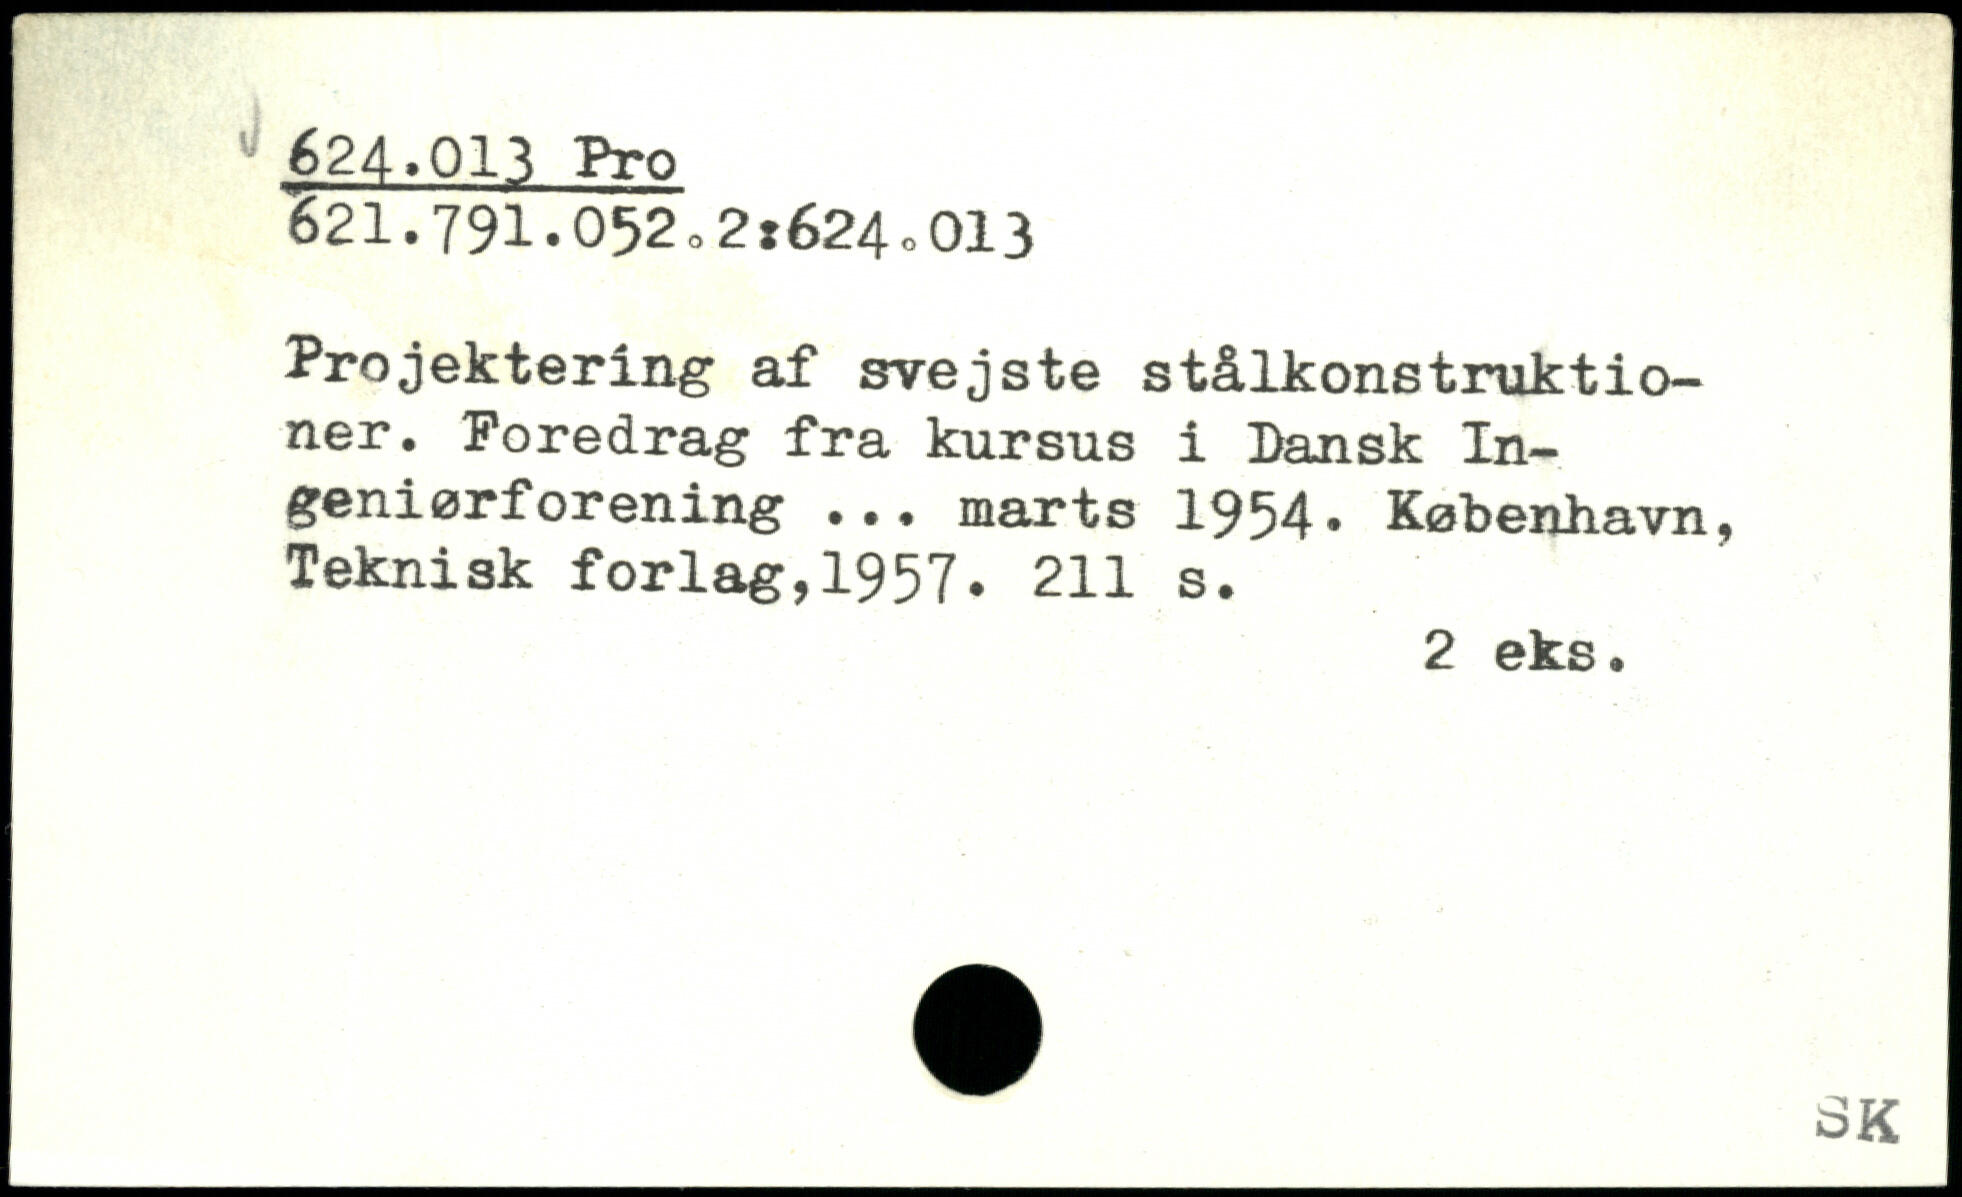 624.013 Pro
621.791.052.2:624.013
Projektering af svejste stålkonstruktio-
ner. Foredrag fra kursus i Dansk In-
geniørforening ... marts 1954. København,
Teknisk forlag,1957. 211 s.
2 eks.
SK